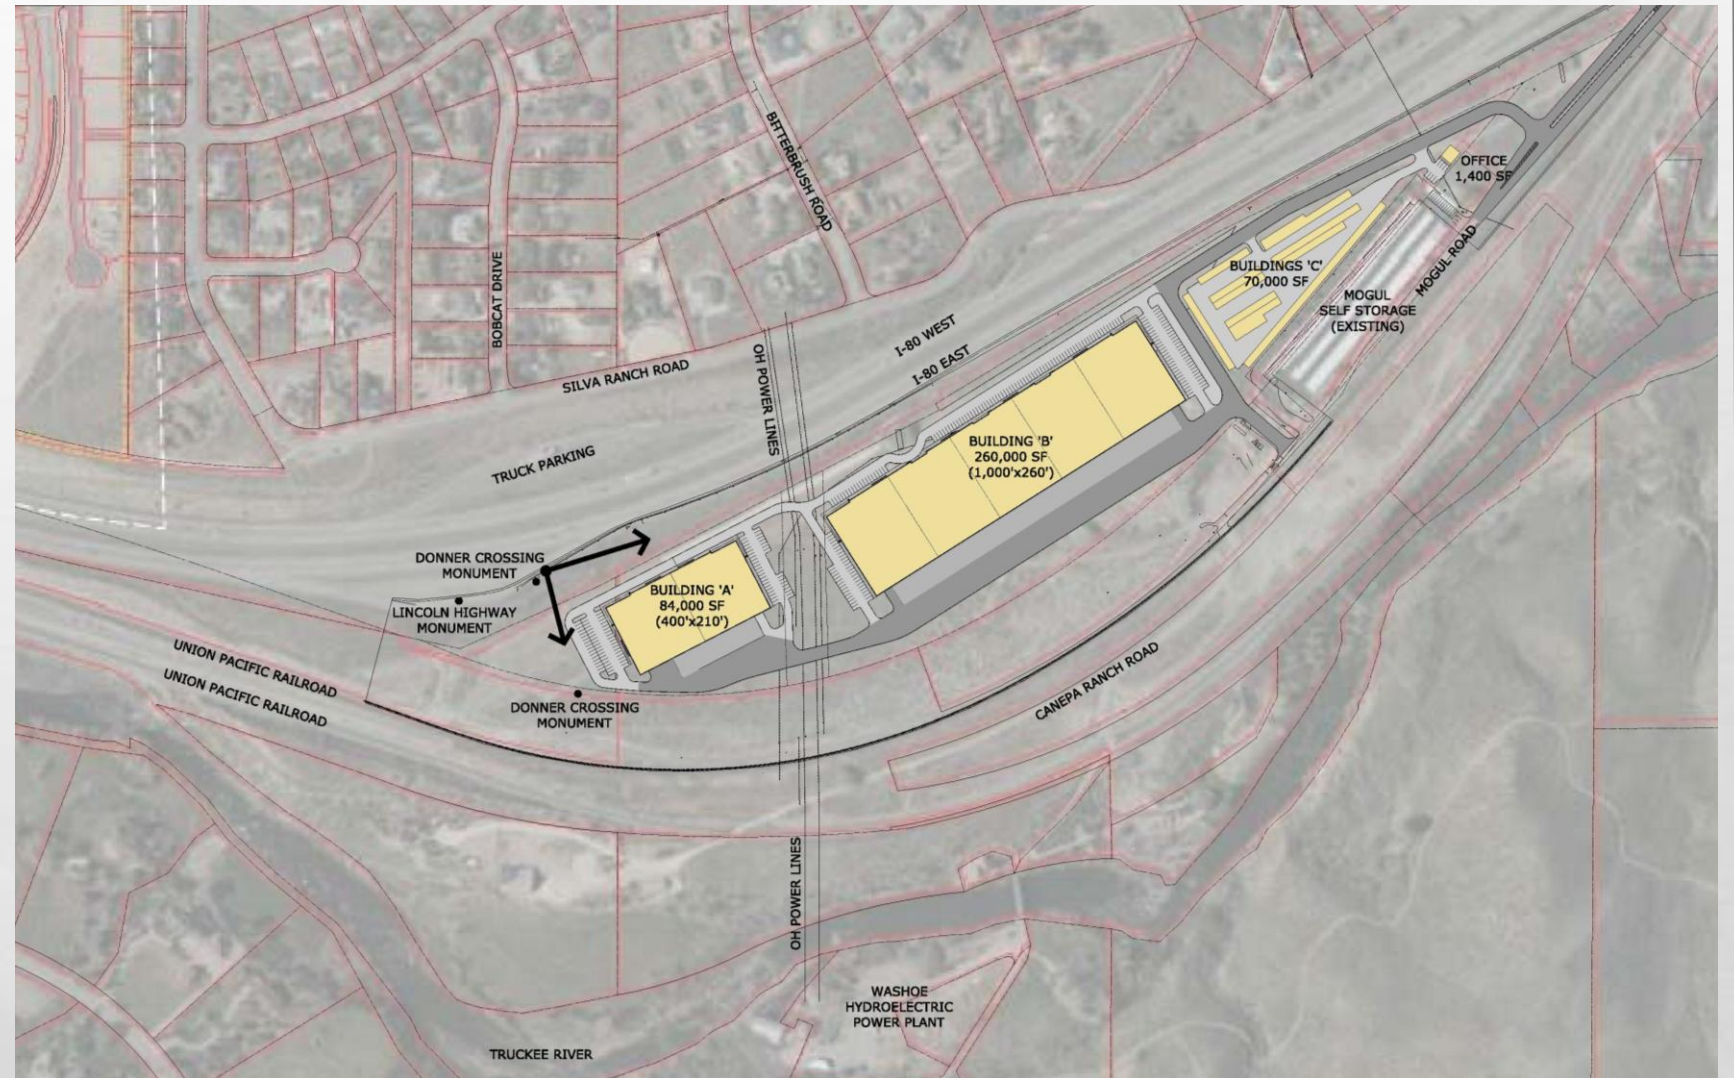 BITTERBRUSH ROAD
OFFICE
1,400 SF
BOBCAT DRIVE
MOGUL ROAD
BUILDINGS 'C'
70,000 SF
MOGUL
SELF STORAGE
(EXISTING)
I-80 WEST
I-80 EAST
OH POWER LINES
SILVA RANCH ROAD
TRUCK PARKING
BUILDING 'B'
260,000 SF
(1,000'x260')
DONNER CROSSING
MONUMENT
BUILDING 'A'
84,000 SF
(400'x210')
LINCOLN HIGHWAY
MONUMENT
UNION PACIFIC RAILROAD
UNION PACIFIC RAILROAD
DONNER CROSSING
MONUMENT
CANEPA RANCH ROAD
OH POWER LINES
WASHOE
HYDROELECTRIC
POWER PLANT
TRUCKEE RIVER